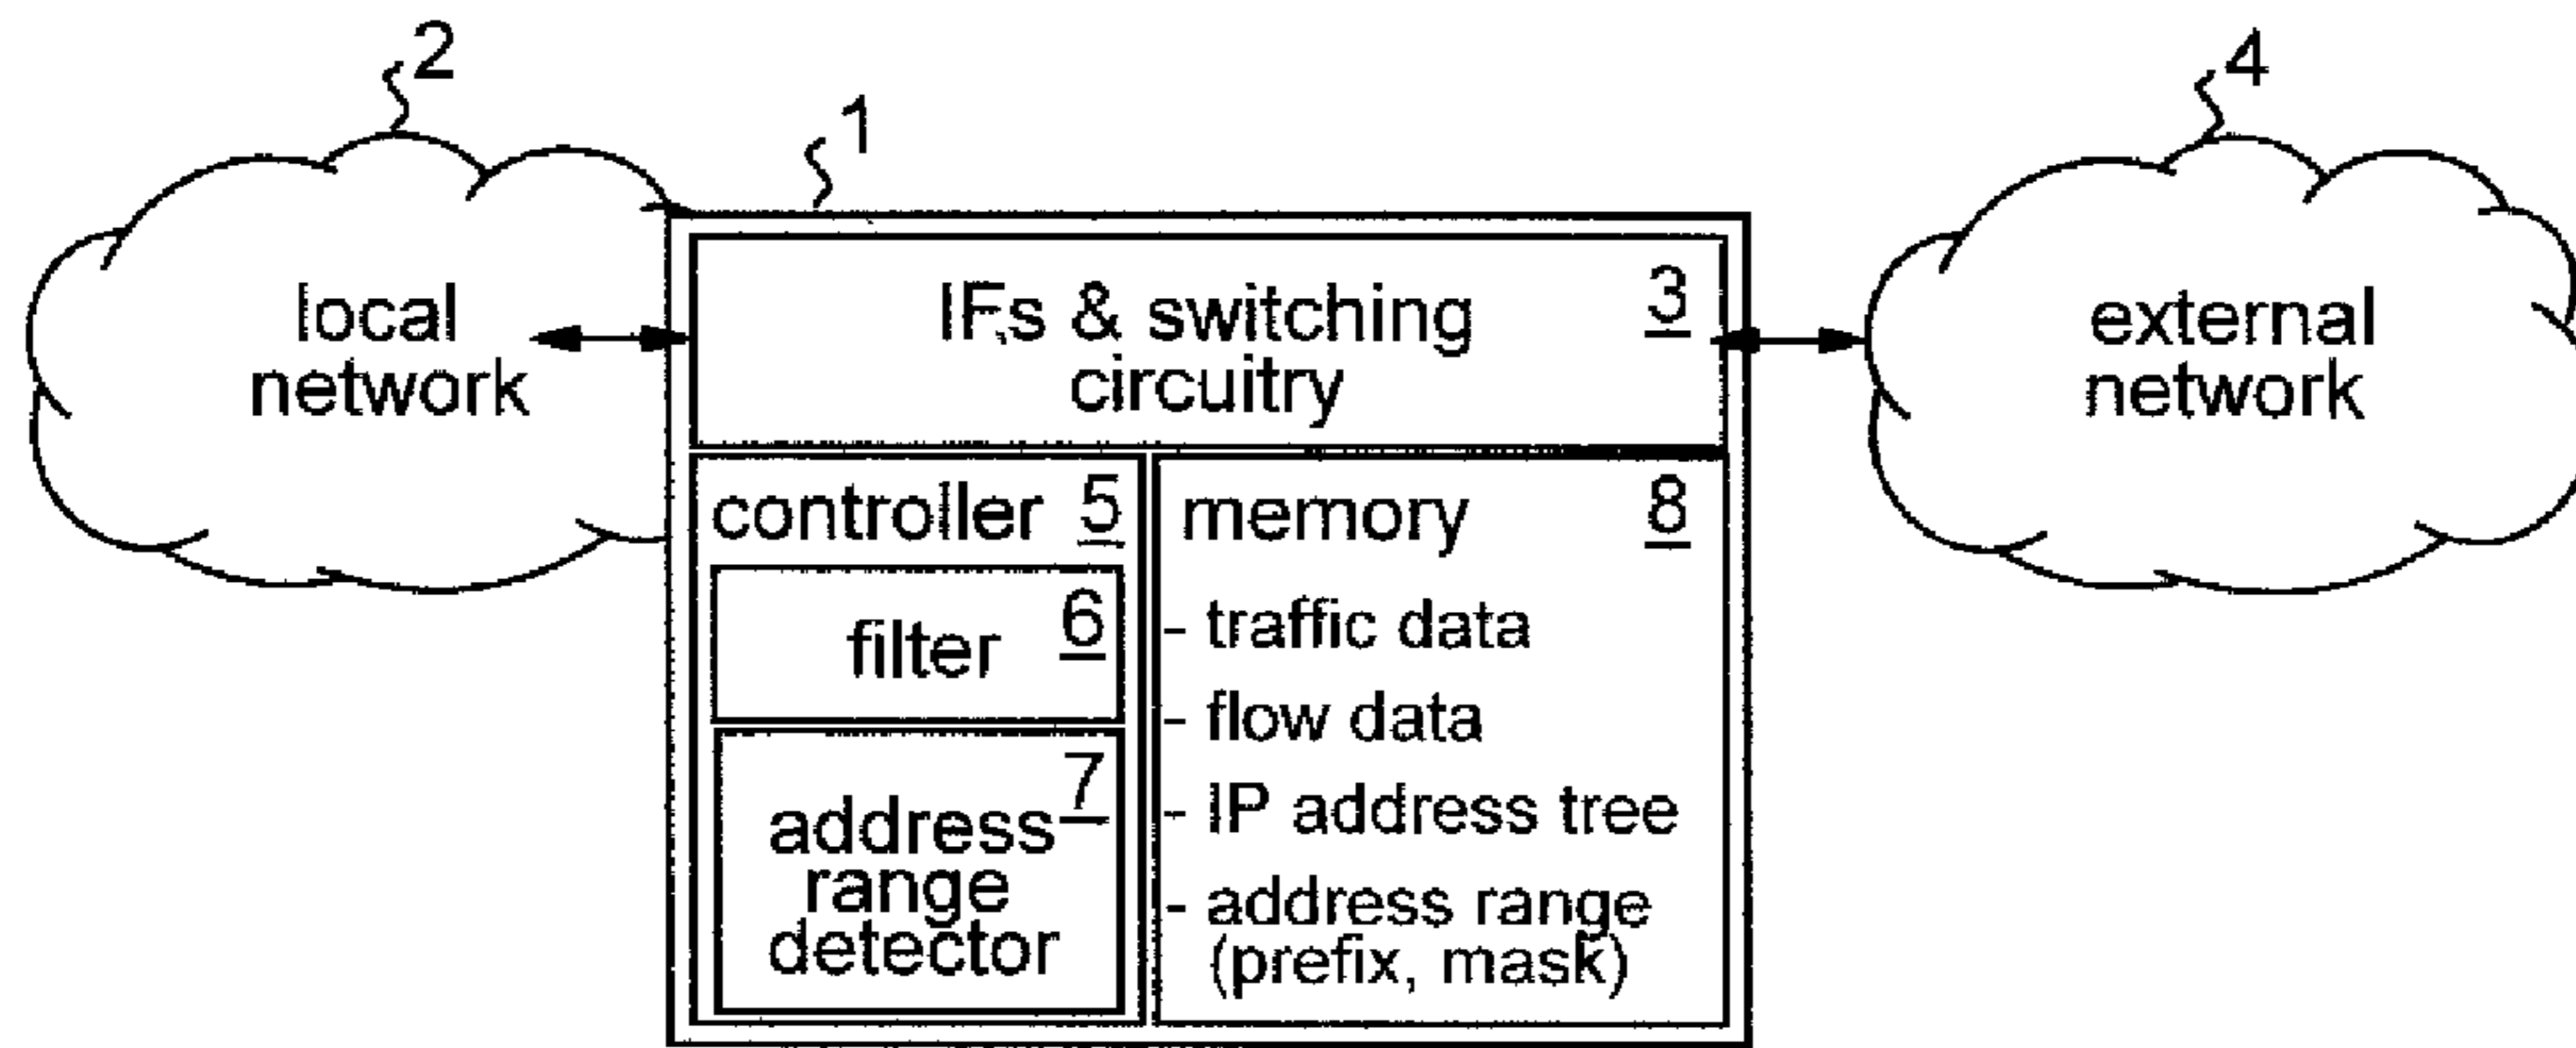 2
4
1
IFs & switching 3
circuitry
local
network
external
network
controller 5
filter 6
address 7
range
detector
memory 8
- traffic data
- flow data
- IP address tree
- address range
(prefix, mask)